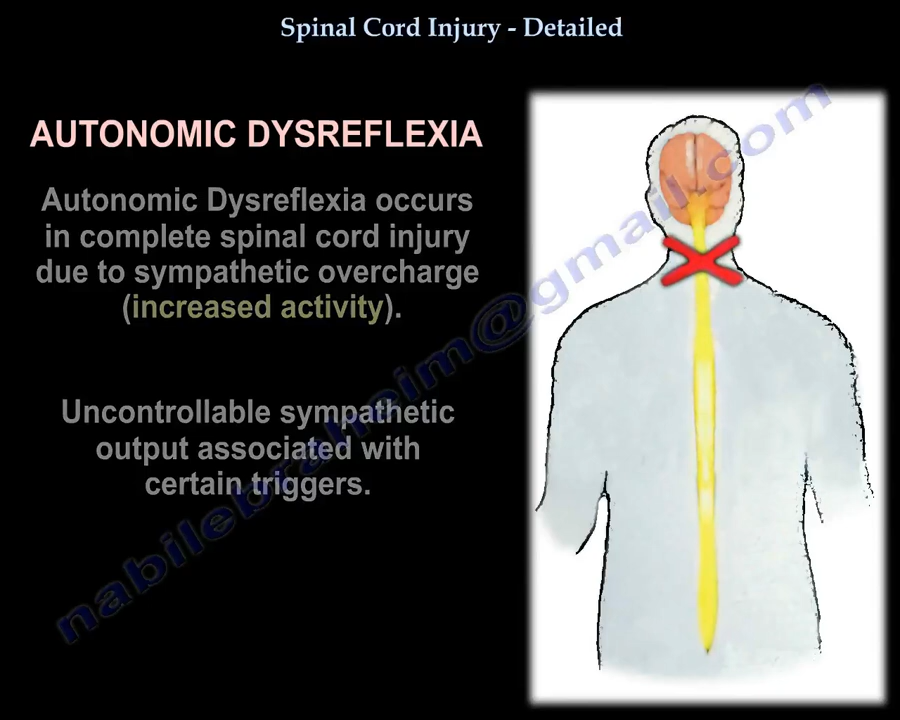 Spinal Cord Injury - Detailed
AUTONOMIC DYSREFLEXIA
Autonomic Dysreflexia occurs
in complete spinal cord injury
due to sympathetic overcharge
(increased activity).
Uncontrollable sympathetic
output associated with
certain triggers.
nabilebraheim@gmail.com